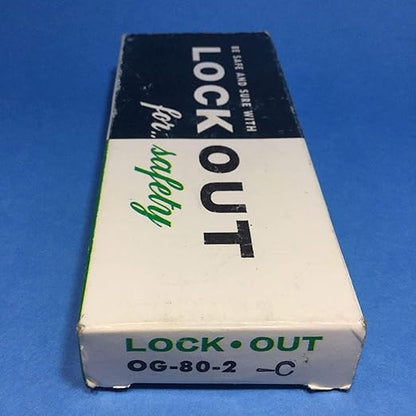 BE SAFE AND SURE WITH
LOCK OUT
for... safety
LOCK • OUT
OG-80-2 -C